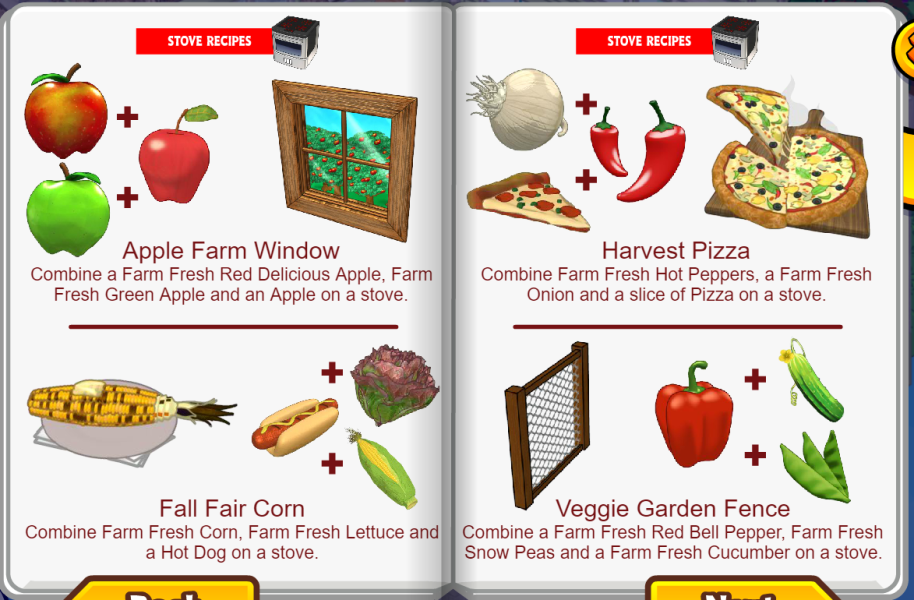 STOVE RECIPES
Apple Farm Window
Combine a Farm Fresh Red Delicious Apple, Farm
Fresh Green Apple and an Apple on a stove.
Fall Fair Corn
Combine Farm Fresh Corn, Farm Fresh Lettuce and
a Hot Dog on a stove.
STOVE RECIPES
Harvest Pizza
Combine Farm Fresh Hot Peppers, a Farm Fresh
Onion and a slice of Pizza on a stove.
Veggie Garden Fence
Combine a Farm Fresh Red Bell Pepper, Farm Fresh
Snow Peas and a Farm Fresh Cucumber on a stove.